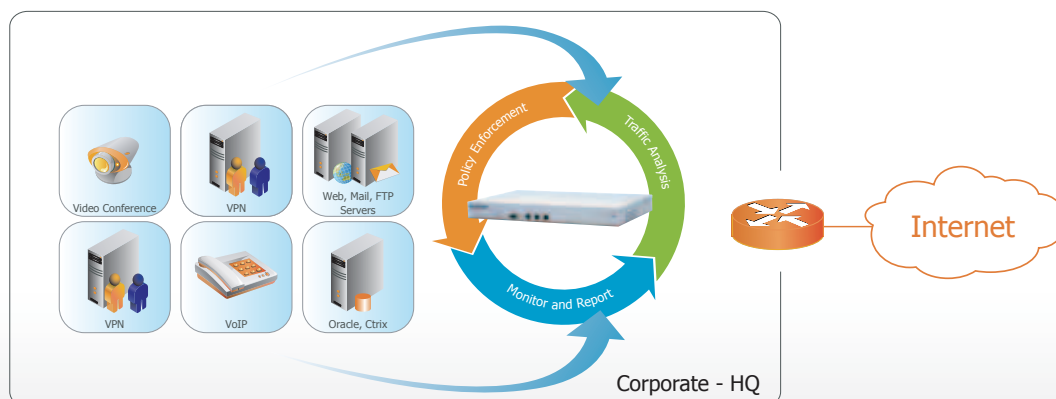 Policy Enforcement
Traffic Analysis
Monitor and Report
Video Conference
VPN
Web, Mail, FTP
Servers
VPN
VoIP
Oracle, Ctrix
Internet
Corporate - HQ